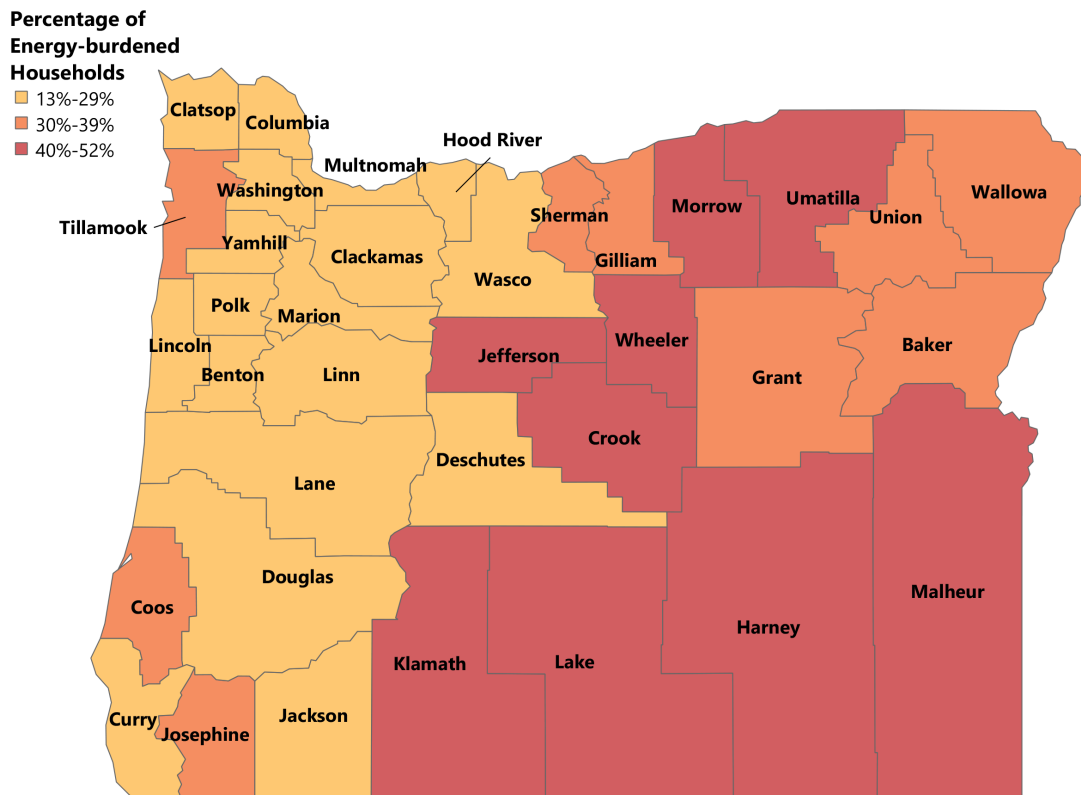 Percentage of
Energy-burdened
Households
13%-29%
30%-39%
40%-52%
Clatsop
Columbia
Hood River
Multnomah
Washington
Tillamook
Yamhill
Clackamas
Wasco
Sherman
Gilliam
Morrow
Umatilla
Union
Wallowa
Polk
Marion
Lincoln
Benton
Linn
Jefferson
Wheeler
Grant
Baker
Crook
Deschutes
Lane
Douglas
Coos
Curry
Josephine
Jackson
Klamath
Lake
Harney
Malheur